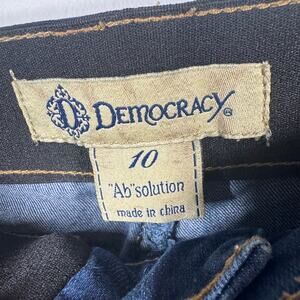 DEMOCRACY
10
"Ab"solution
made in china